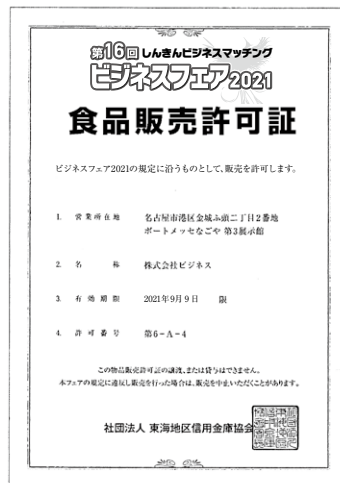 第16回 しんきんビジネスマッチング
ビジネスフェア2021
食品販売許可証
ビジネスフェア2021の規定に沿うものとして、販売を許可します。
1. 営業所在地 名古屋市港区金城ふ頭二丁目2番地
ポートメッセなごや 第3展示館
2. 名 称 株式会社ビジネス
3. 有効期限 2021年9月9日 限
4. 許可番号 第6-A-4
この物品販売許可証の譲渡、または貸与はできません。
本フェアの規定に違反し販売を行った場合は、販売を中止いただくことがあります。
社団法人 東海地区信用金庫協会